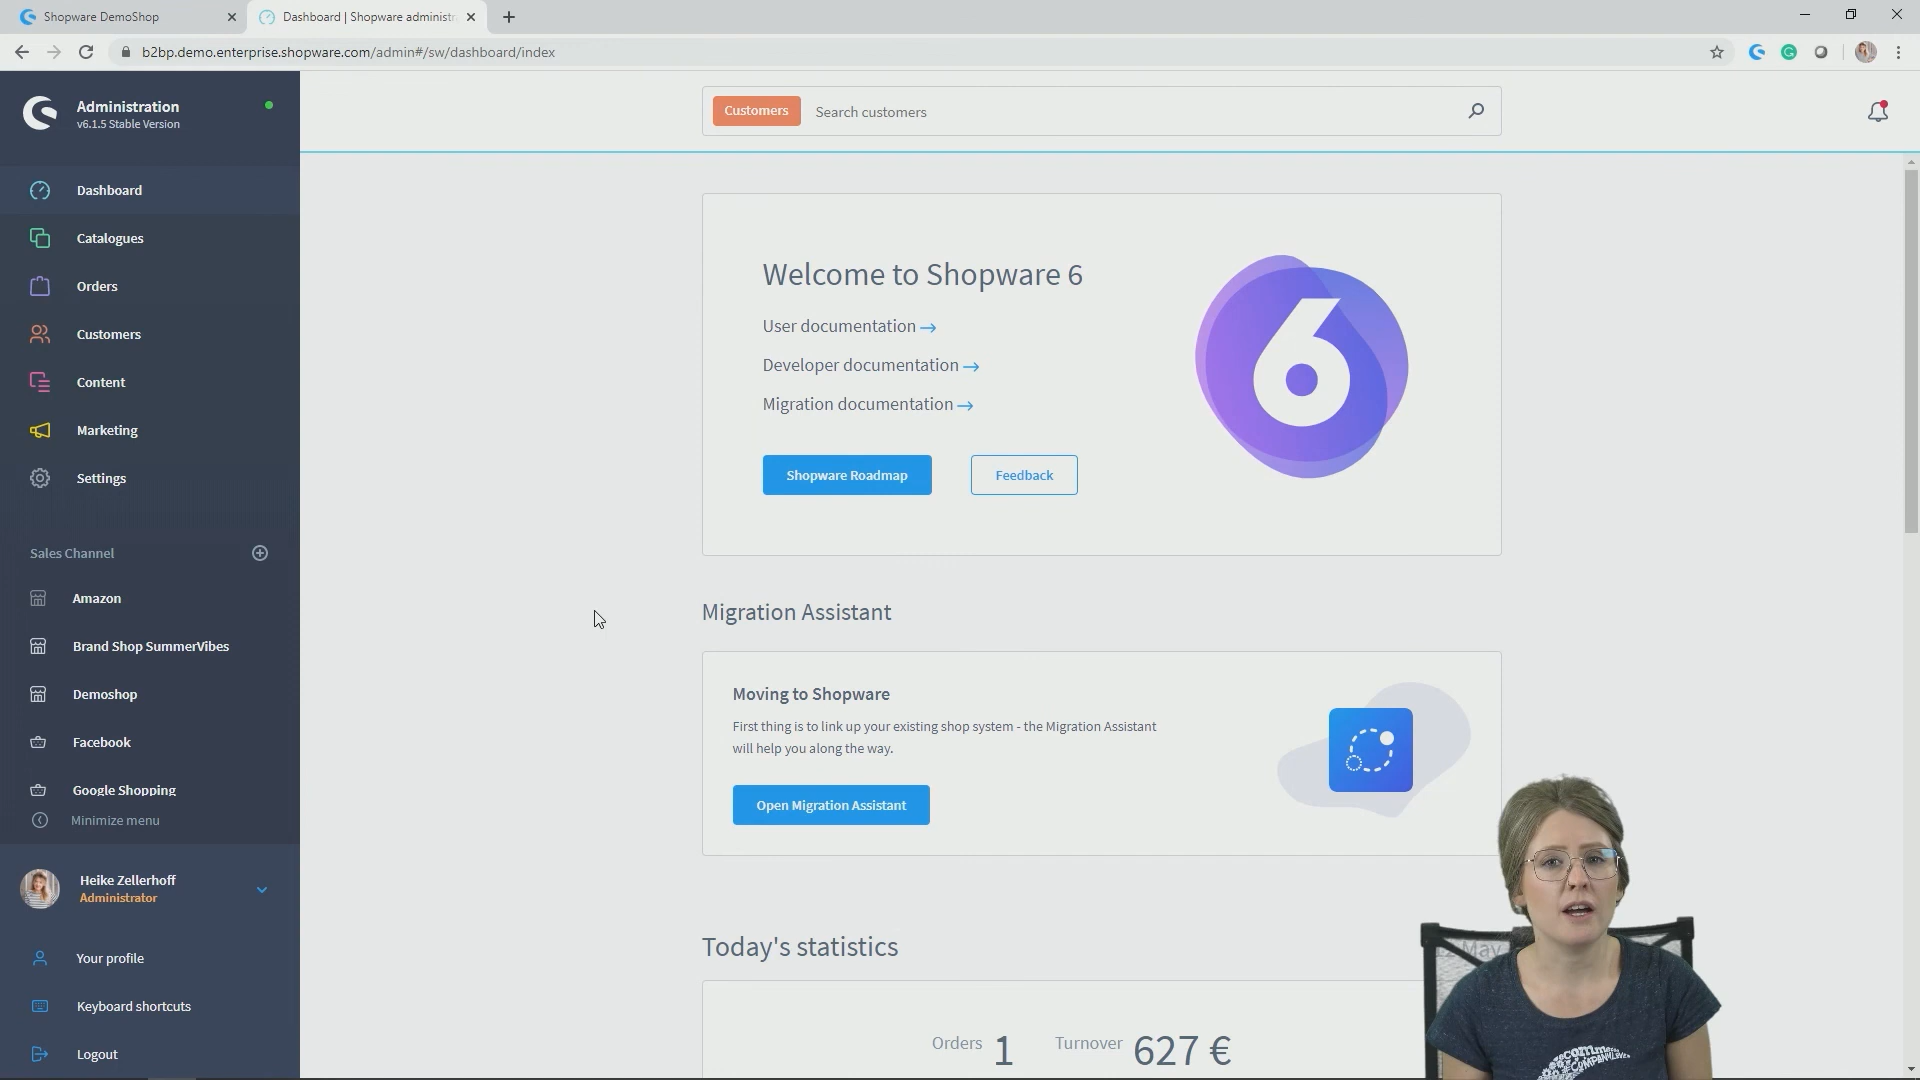 Shopware DemoShop
Dashboard | Shopware administr
b2bp.demo.enterprise.shopware.com/admin#/sw/dashboard/index
Administration
v6.1.5 Stable Version
Customers
Search customers
Dashboard
Catalogues
Orders
Customers
Content
Marketing
Settings
Sales Channel
Amazon
Brand Shop SummerVibes
Demoshop
Facebook
Google Shopping
Minimize menu
Heike Zellerhoff
Administrator
Your profile
Keyboard shortcuts
Logout
Welcome to Shopware 6
User documentation →
Developer documentation →
Migration documentation →
Shopware Roadmap
Feedback
6
Migration Assistant
Moving to Shopware
First thing is to link up your existing shop system - the Migration Assistant
will help you along the way.
Open Migration Assistant
Today's statistics
May
Orders 1 Turnover 627 €